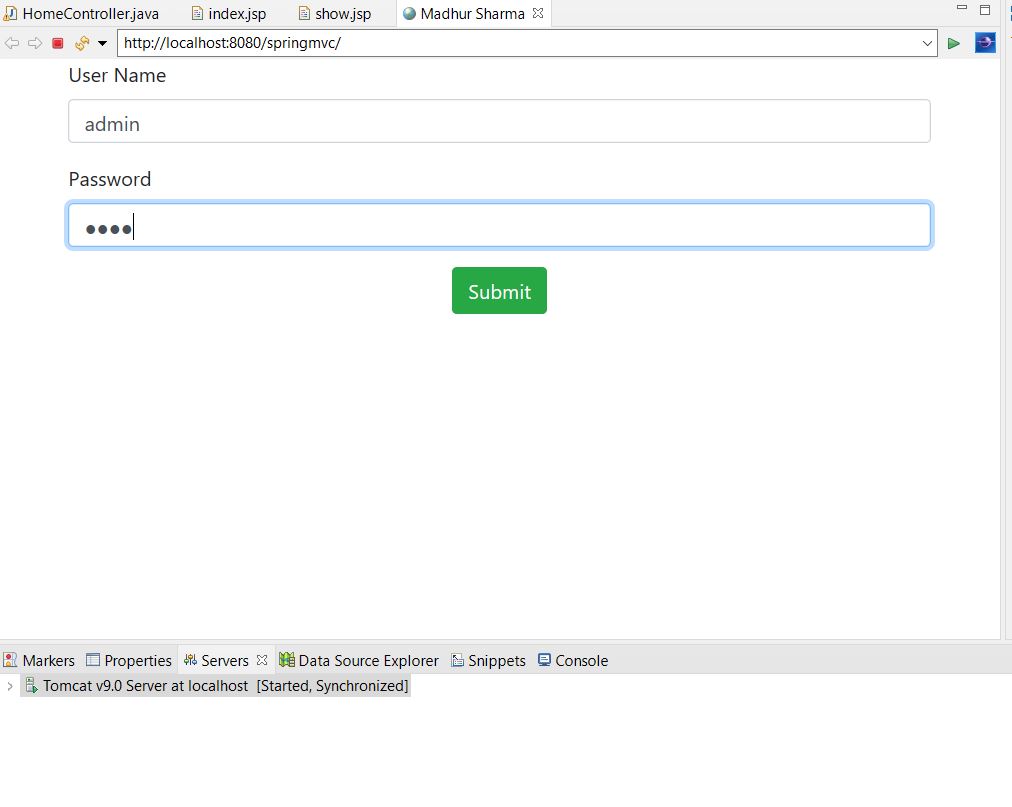 HomeController.java index.jsp show.jsp Madhur Sharma
http://localhost:8080/springmvc/
User Name
admin
Password
••••
Submit
Markers Properties Servers Data Source Explorer Snippets Console
Tomcat v9.0 Server at localhost [Started, Synchronized]